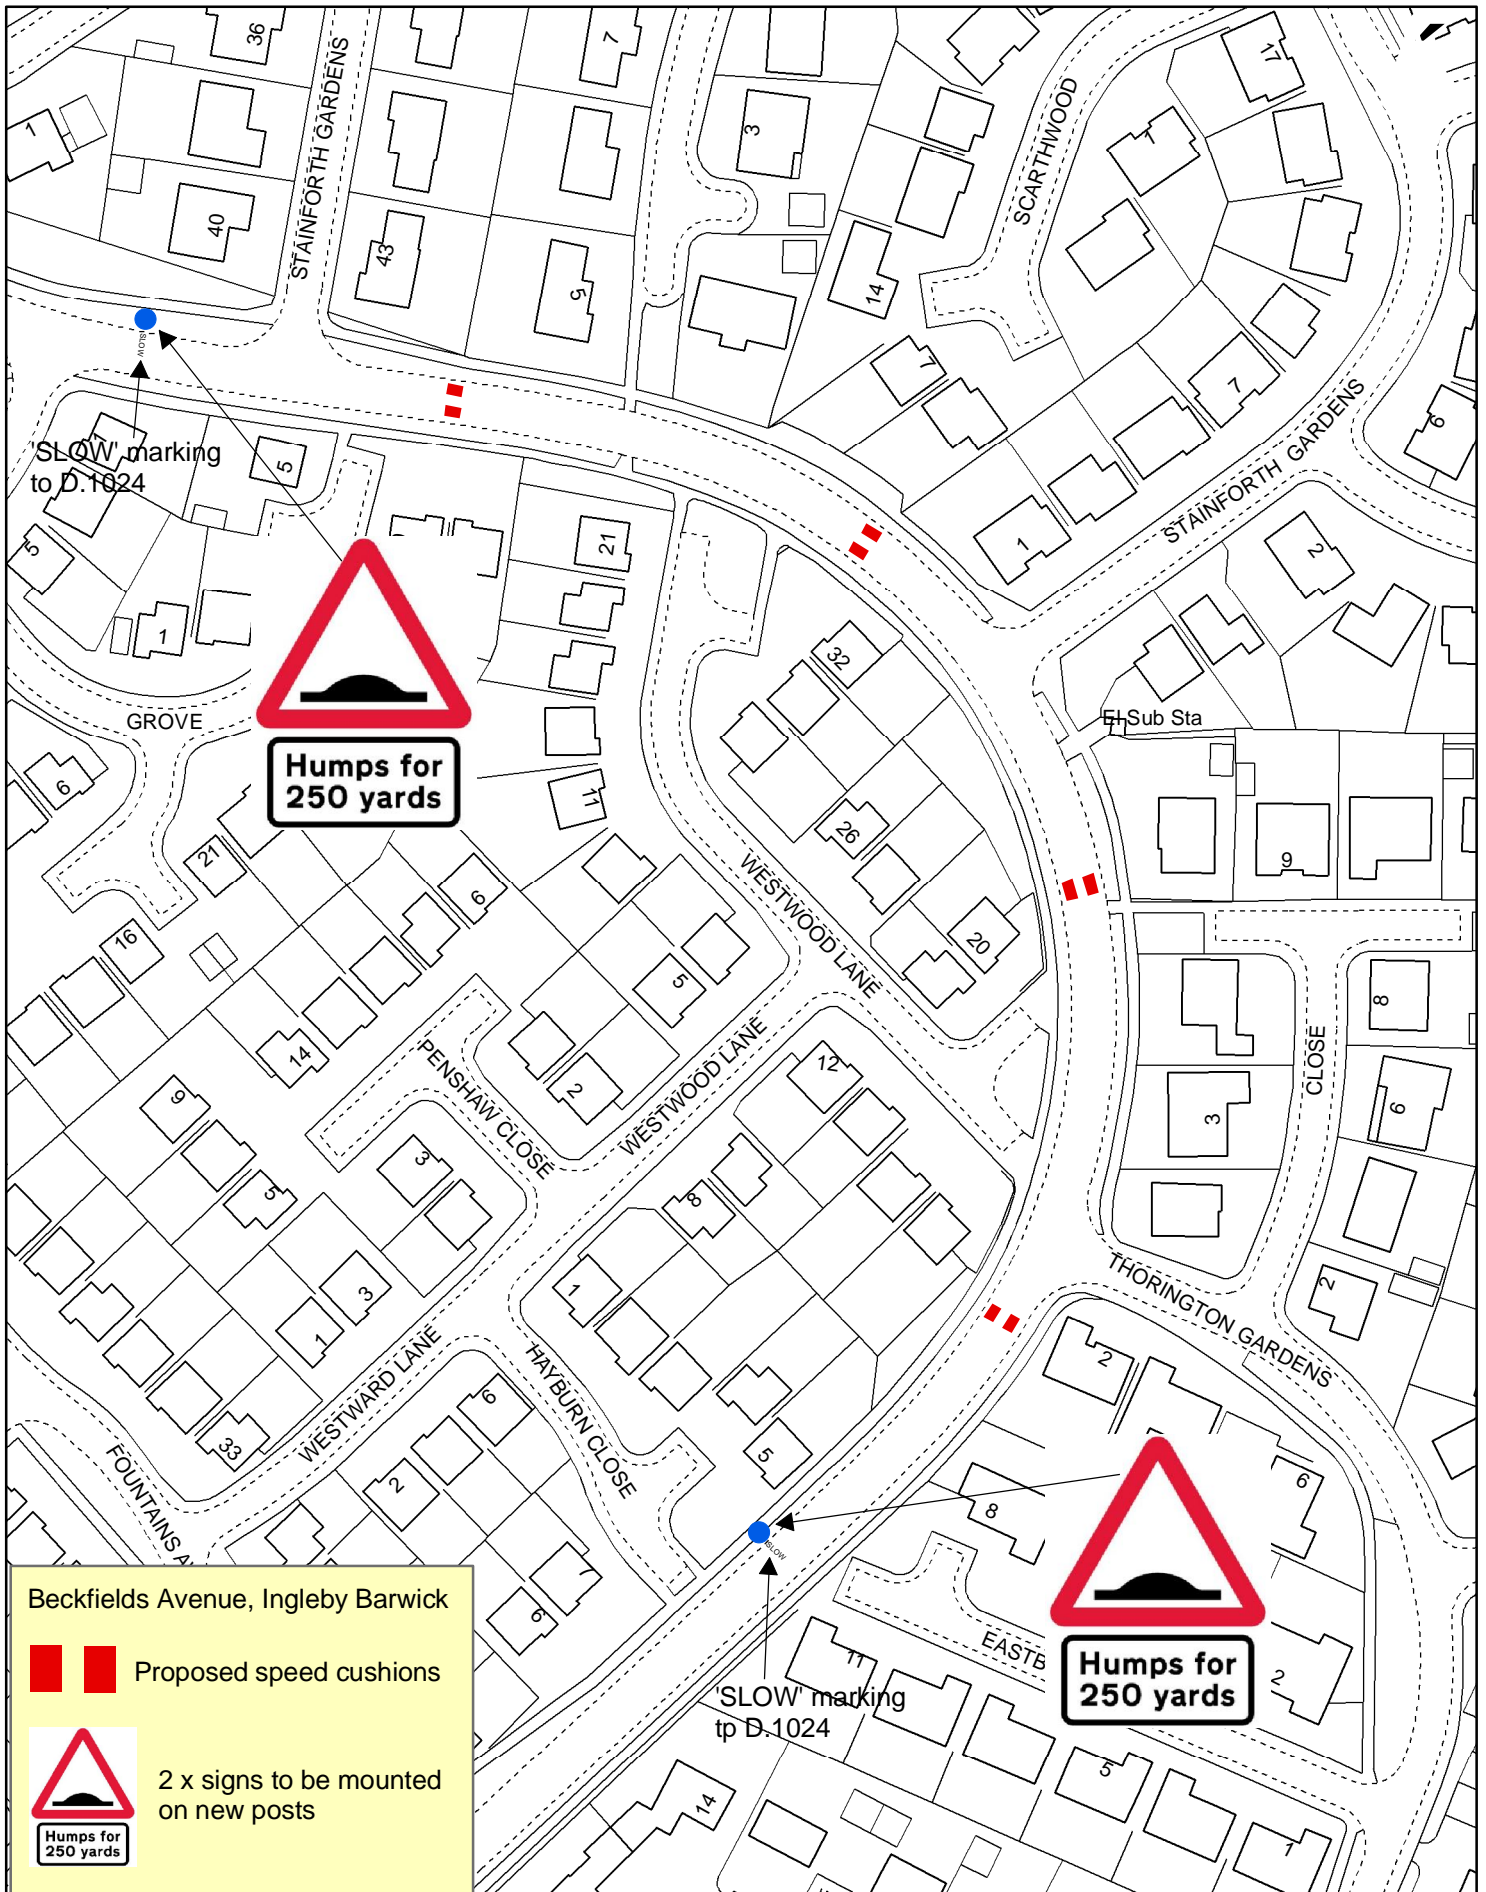 36
7
17
1
3
1
STAINFORTH GARDENS
SCARTHWOOD
40
43
5
14
SLOW
7
7
STAINFORTH GARDENS
6
'SLOW' marking
to D.1024
1
5
5
21
1
2
1
32
GROVE
El Sub Sta
Humps for
250 yards
6
11
26
9
21
6
WESTWOOD LANE
16
20
5
8
14
PENSHAW CLOSE
2
WESTWOOD LANE
12
CLOSE
9
3
6
3
5
8
1
3
1
THORINGTON GARDENS
2
2
WESTWARD LANE
HAYBURN CLOSE
6
33
5
2
FOUNTAINS AV
8
6
SLOW
7
6
EASTB
11
2
Humps for
250 yards
'SLOW' marking
tp D.1024
5
14
1
Beckfields Avenue, Ingleby Barwick
Proposed speed cushions
2 x signs to be mounted
on new posts
Humps for
250 yards